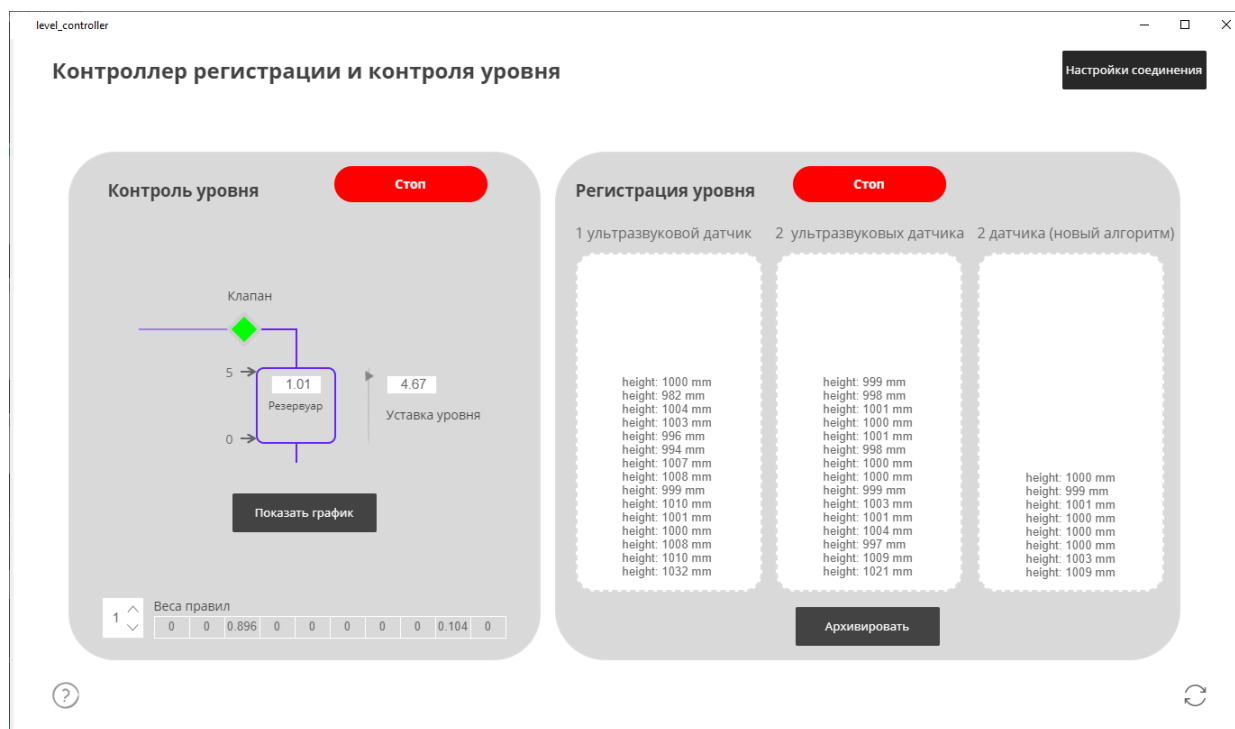 level_controller
Контроллер регистрации и контроля уровня
Настройки соединения
Контроль уровня
Стоп
Клапан
5
1.01
4.67
Резервуар
Уставка уровня
0
Показать график
1
Веса правил
0 0 0.896 0 0 0 0 0 0.104 0
Регистрация уровня
Стоп
1 ультразвуковой датчик
height: 1000 mm
height: 982 mm
height: 1004 mm
height: 1003 mm
height: 996 mm
height: 994 mm
height: 1007 mm
height: 1008 mm
height: 999 mm
height: 1010 mm
height: 1001 mm
height: 1000 mm
height: 1008 mm
height: 1010 mm
height: 1032 mm
2 ультразвуковых датчика
height: 999 mm
height: 998 mm
height: 1001 mm
height: 1000 mm
height: 1001 mm
height: 998 mm
height: 1000 mm
height: 1000 mm
height: 999 mm
height: 1003 mm
height: 1001 mm
height: 1004 mm
height: 997 mm
height: 1009 mm
height: 1021 mm
2 датчика (новый алгоритм)
height: 1000 mm
height: 999 mm
height: 1001 mm
height: 1000 mm
height: 1000 mm
height: 1000 mm
height: 1003 mm
height: 1009 mm
Архивировать
?